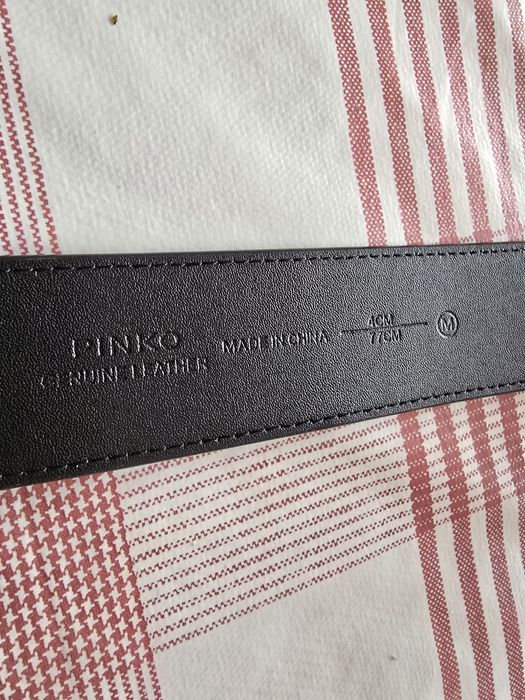 PINKO
GENUINE LEATHER
MADE IN CHINA
4CM
77CM
M